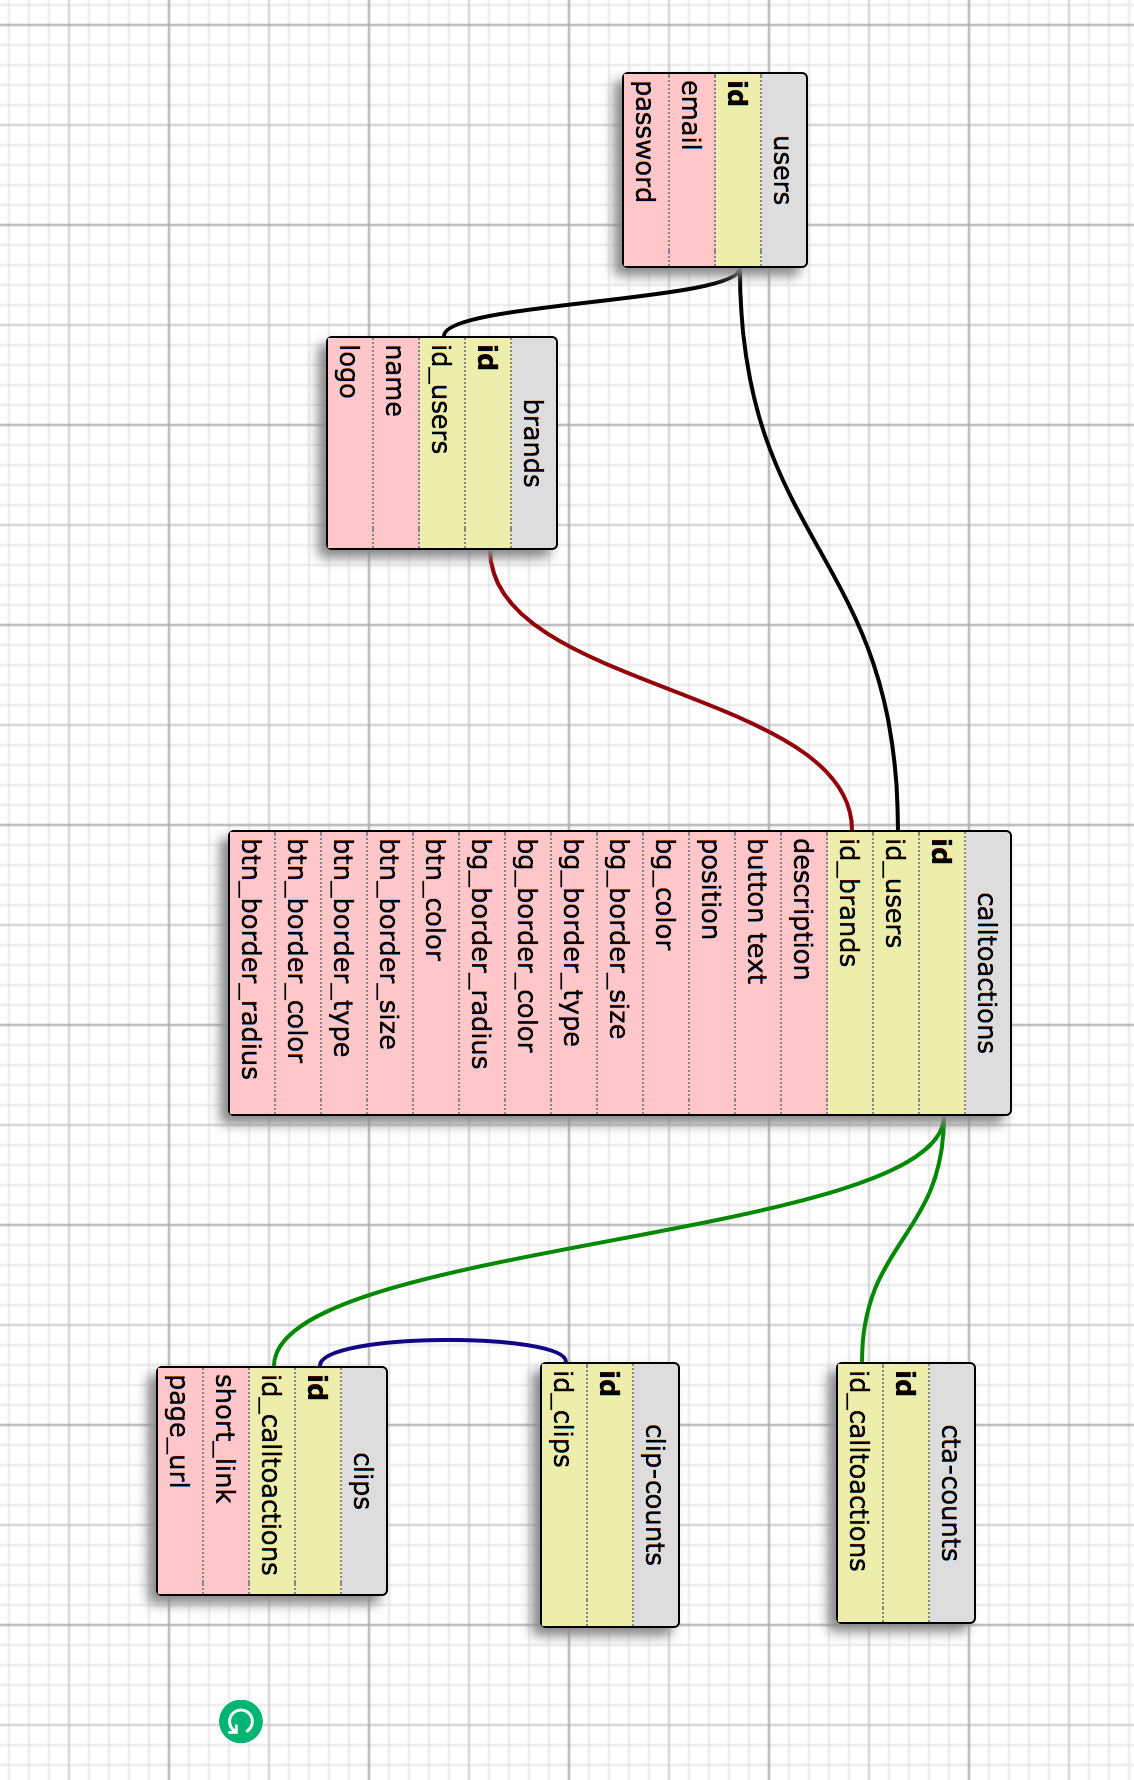 users
id
email
password
brands
id
id_users
name
logo
calltoactions
id
id_users
id_brands
description
button text
position
bg_color
bg_border_size
bg_border_type
bg_border_color
bg_border_radius
btn_color
btn_border_size
btn_border_type
btn_border_color
btn_border_radius
cta-counts
id
id_calltoactions
clip-counts
id
id_clips
clips
id
id_calltoactions
short_link
page_url